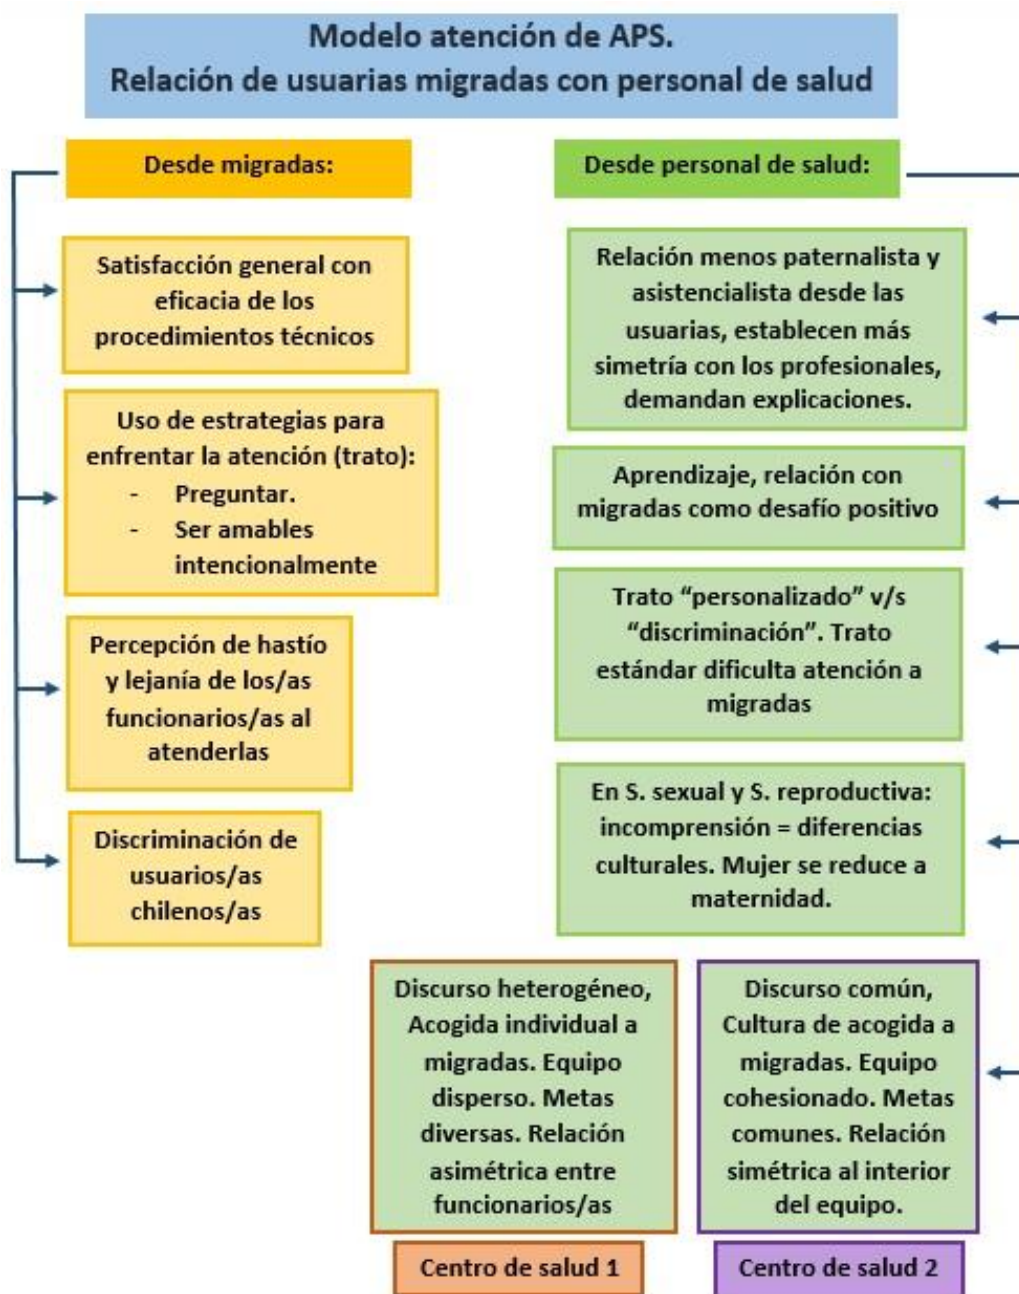 Modelo atención de APS.
Relación de usuarias migradas con personal de salud
Desde migradas:
Satisfacción general con
eficacia de los
procedimientos técnicos
Uso de estrategias para
enfrentar la atención (trato):
- Preguntar.
- Ser amables
intencionalmente
Percepción de hastío
y lejanía de los/as
funcionarios/as al
atenderlas
Discriminación de
usuarios/as
chilenos/as
Desde personal de salud:
Relación menos paternalista y
asistencialista desde las
usuarias, establecen más
simetría con los profesionales,
demandan explicaciones.
Aprendizaje, relación con
migradas como desafío positivo
Trato “personalizado” v/s
“discriminación”. Trato
estándar dificulta atención a
migradas
En S. sexual y S. reproductiva:
incomprensión = diferencias
culturales. Mujer se reduce a
maternidad.
Discurso heterogéneo,
Acogida individual a
migradas. Equipo
disperso. Metas
diversas. Relación
asimétrica entre
funcionarios/as
Centro de salud 1
Discurso común,
Cultura de acogida a
migradas. Equipo
cohesionado. Metas
comunes. Relación
simétrica al interior
del equipo.
Centro de salud 2